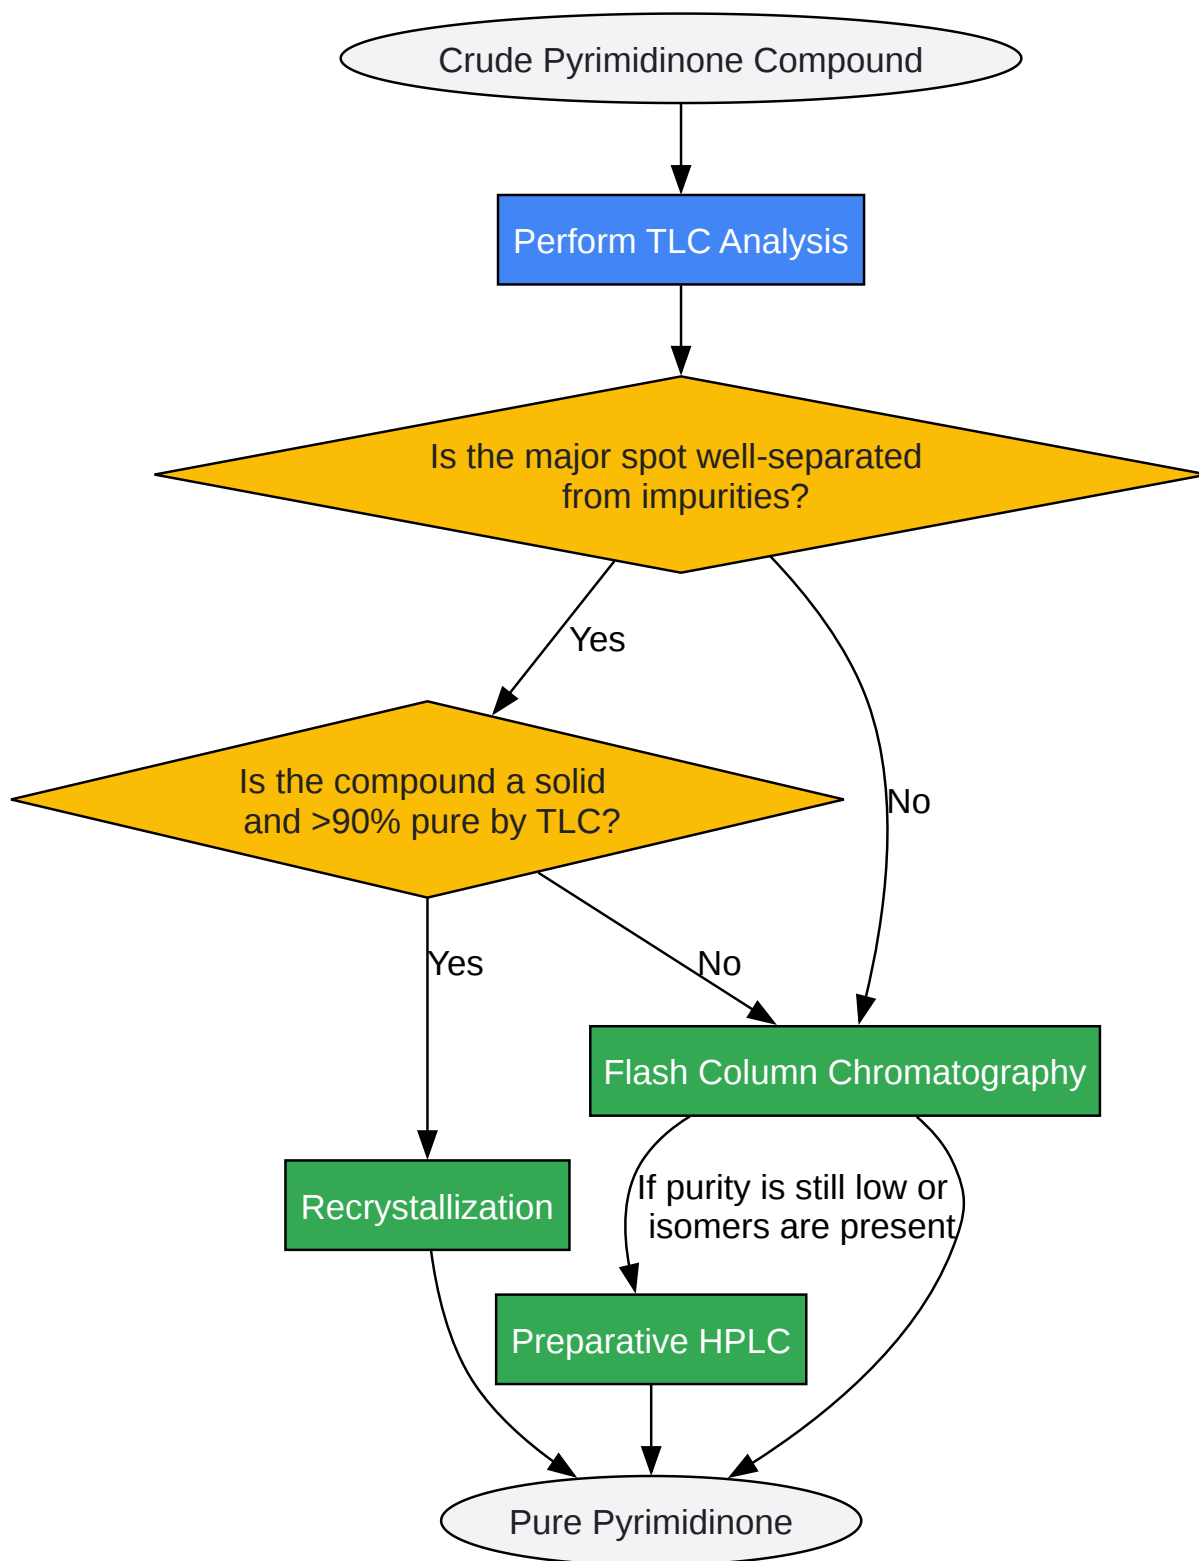 Crude Pyrimidinone Compound
Perform TLC Analysis
Is the major spot well-separated
from impurities?
Yes
No
Is the compound a solid
and >90% pure by TLC?
Yes
No
Flash Column Chromatography
If purity is still low or
isomers are present
Recrystallization
Preparative HPLC
Pure Pyrimidinone